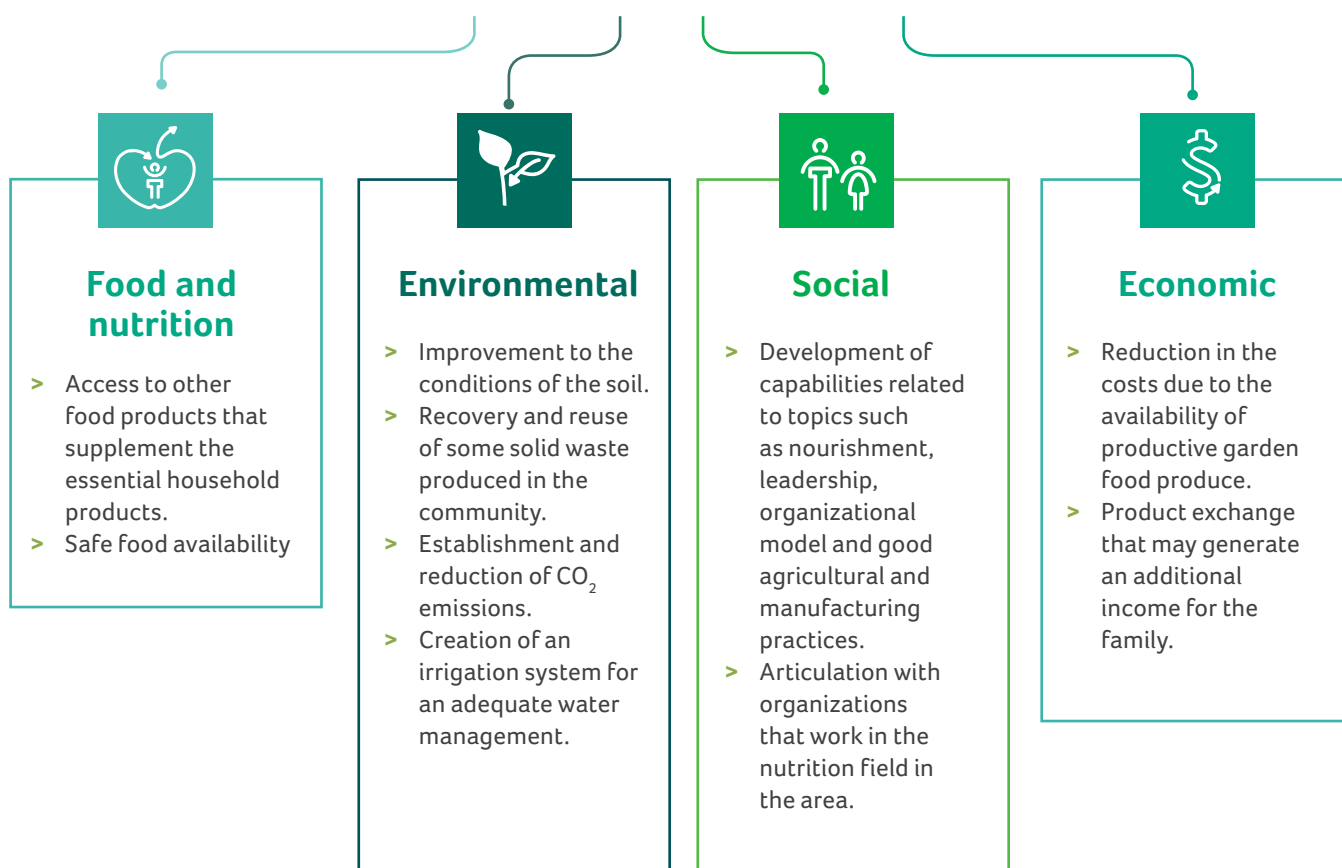 Food and
nutrition
> Access to other
food products that
supplement the
essential household
products.
> Safe food availability
Environmental
> Improvement to the
conditions of the soil.
> Recovery and reuse
of some solid waste
produced in the
community.
> Establishment and
reduction of CO₂
emissions.
> Creation of an
irrigation system for
an adequate water
management.
Social
> Development of
capabilities related
to topics such
as nourishment,
leadership,
organizational
model and good
agricultural and
manufacturing
practices.
> Articulation with
organizations
that work in the
nutrition field in
the area.
Economic
> Reduction in the
costs due to the
availability of
productive garden
food produce.
> Product exchange
that may generate
an additional
income for the
family.